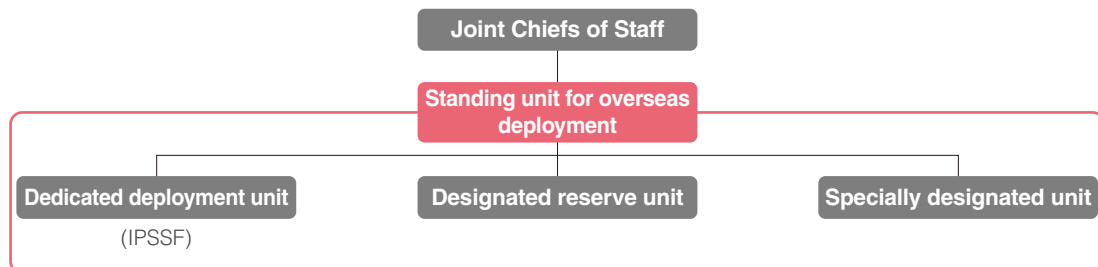 Joint Chiefs of Staff
Standing unit for overseas
deployment
Dedicated deployment unit
Designated reserve unit
Specially designated unit
(IPSSF)